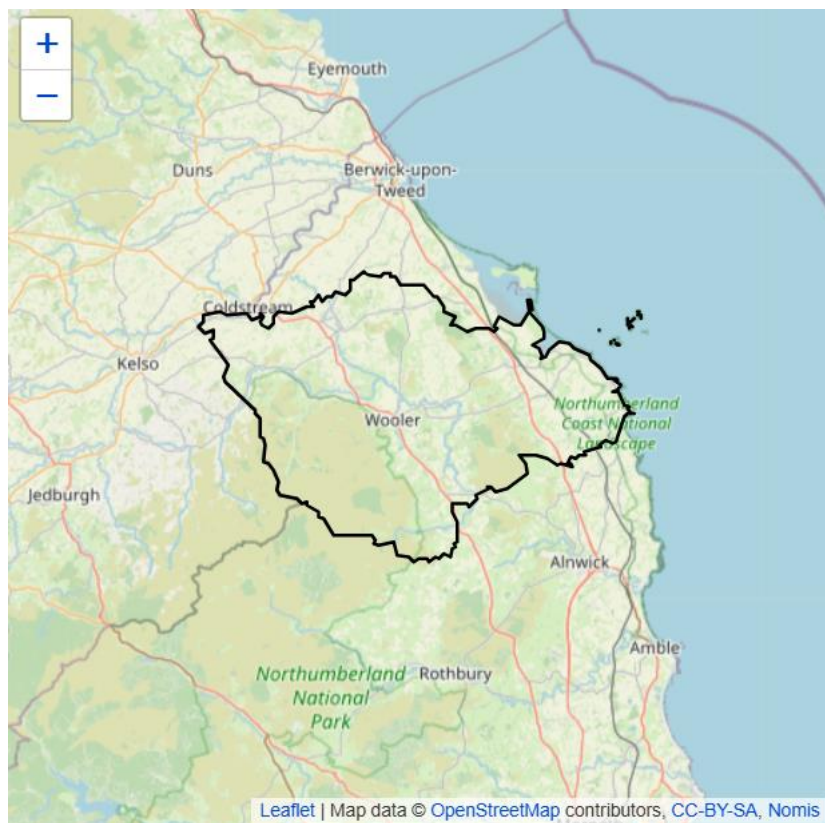 +
−
Eyemouth
Duns
Berwick-upon-
Tweed
Coldstream
Kelso
Wooler
Northumberland
Coast National
Landscape
Jedburgh
Alnwick
Amble
Northumberland
National
Park
Rothbury
Leaflet | Map data © OpenStreetMap contributors, CC-BY-SA, Nomis